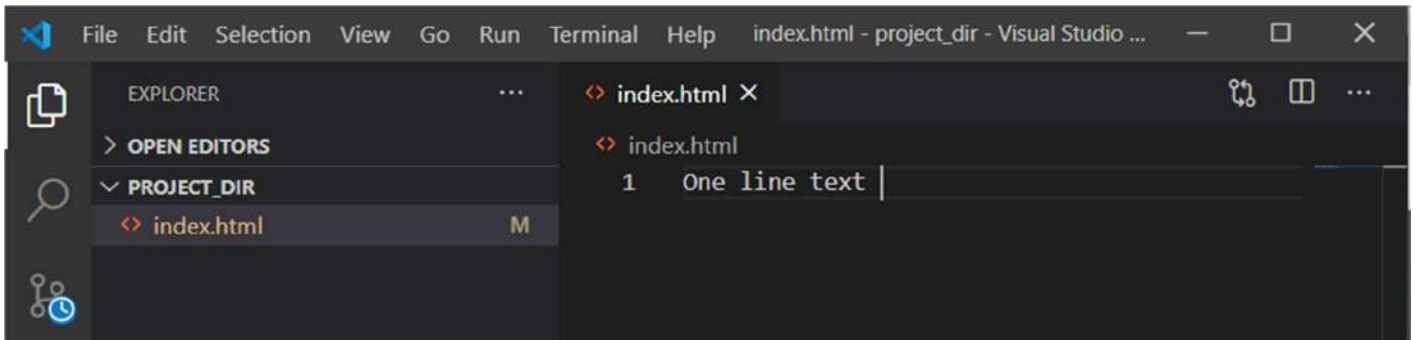 File Edit Selection View Go Run Terminal Help index.html - project_dir - Visual Studio ...
EXPLORER ...
index.html
OPEN EDITORS
index.html
PROJECT_DIR
1 One line text
index.html M